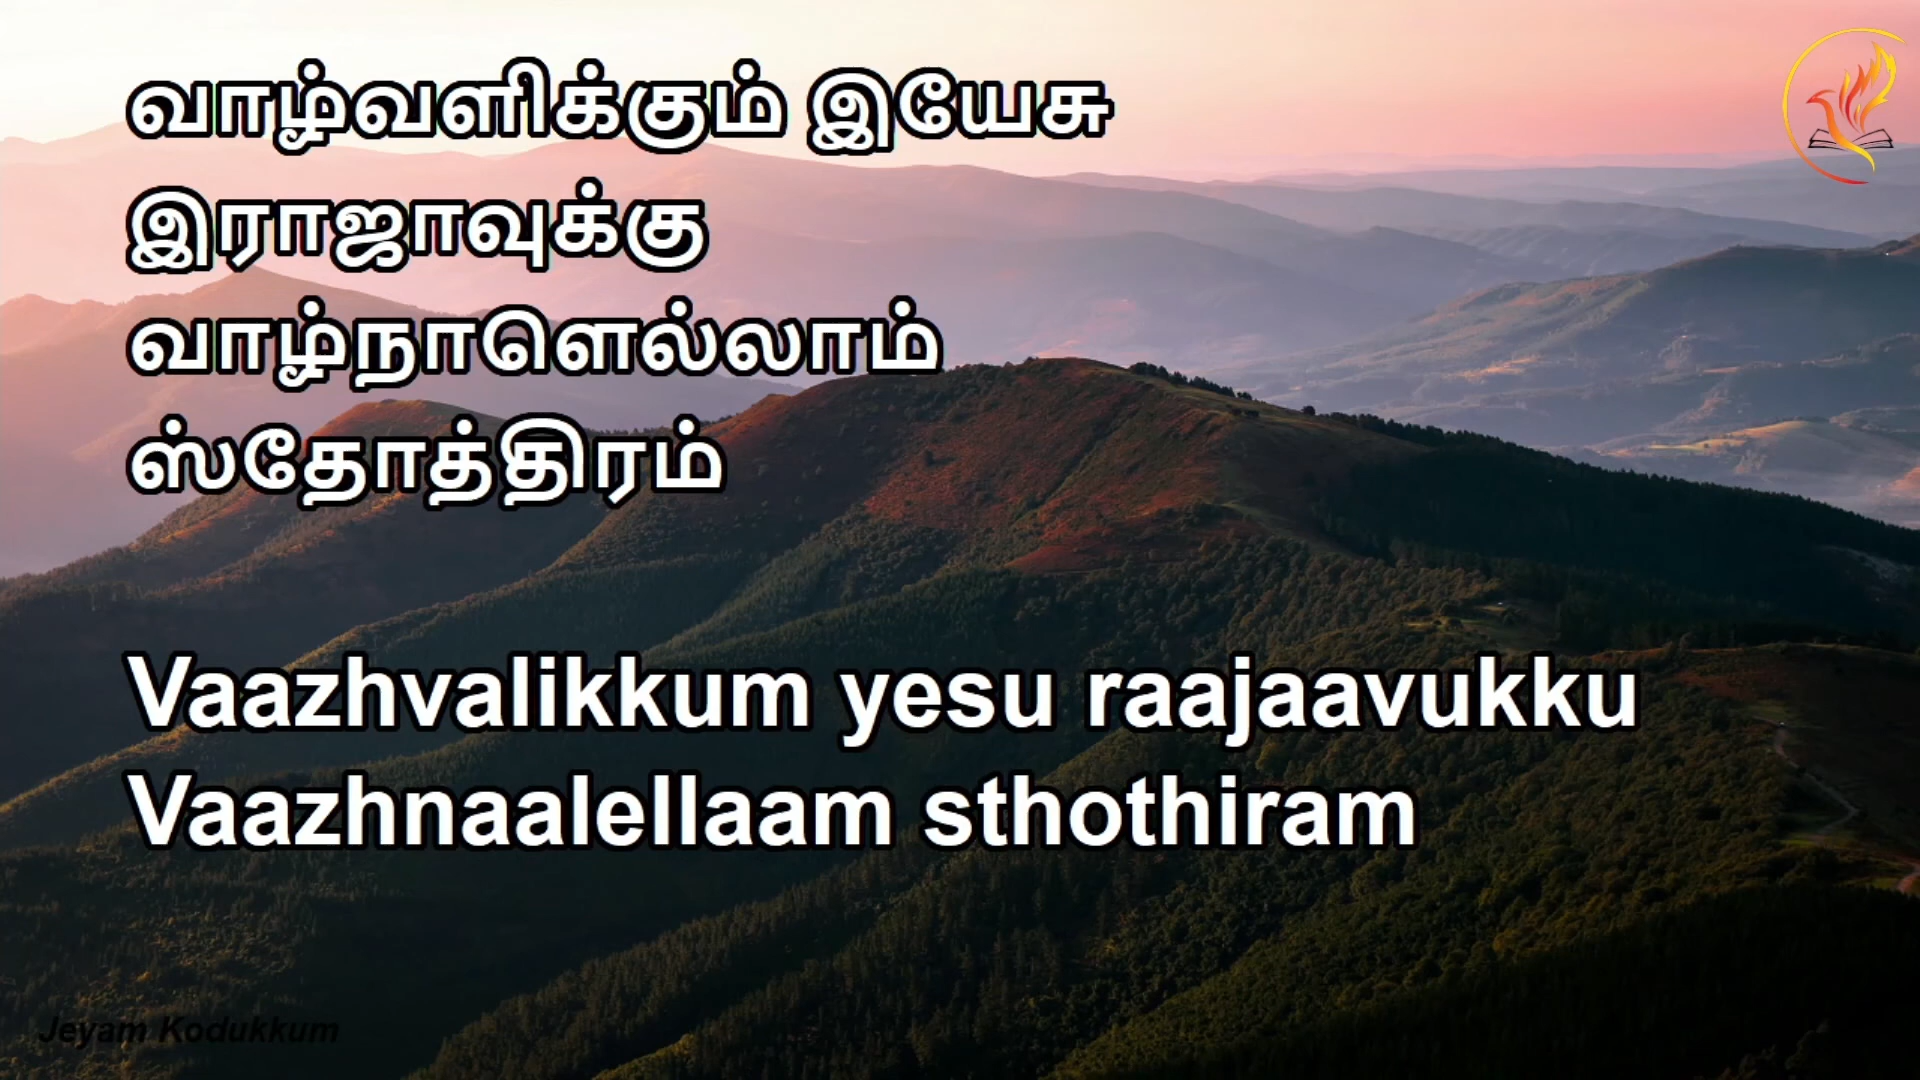 வாழ்வளிக்கும் இயேசு
இராஜாவுக்கு
வாழ்நாளெல்லாம்
ஸ்தோத்திரம்
Vaazhvalikkum yesu raajaavukku
Vaazhnaalellaam sthothiram
Jeyam Kodukkum